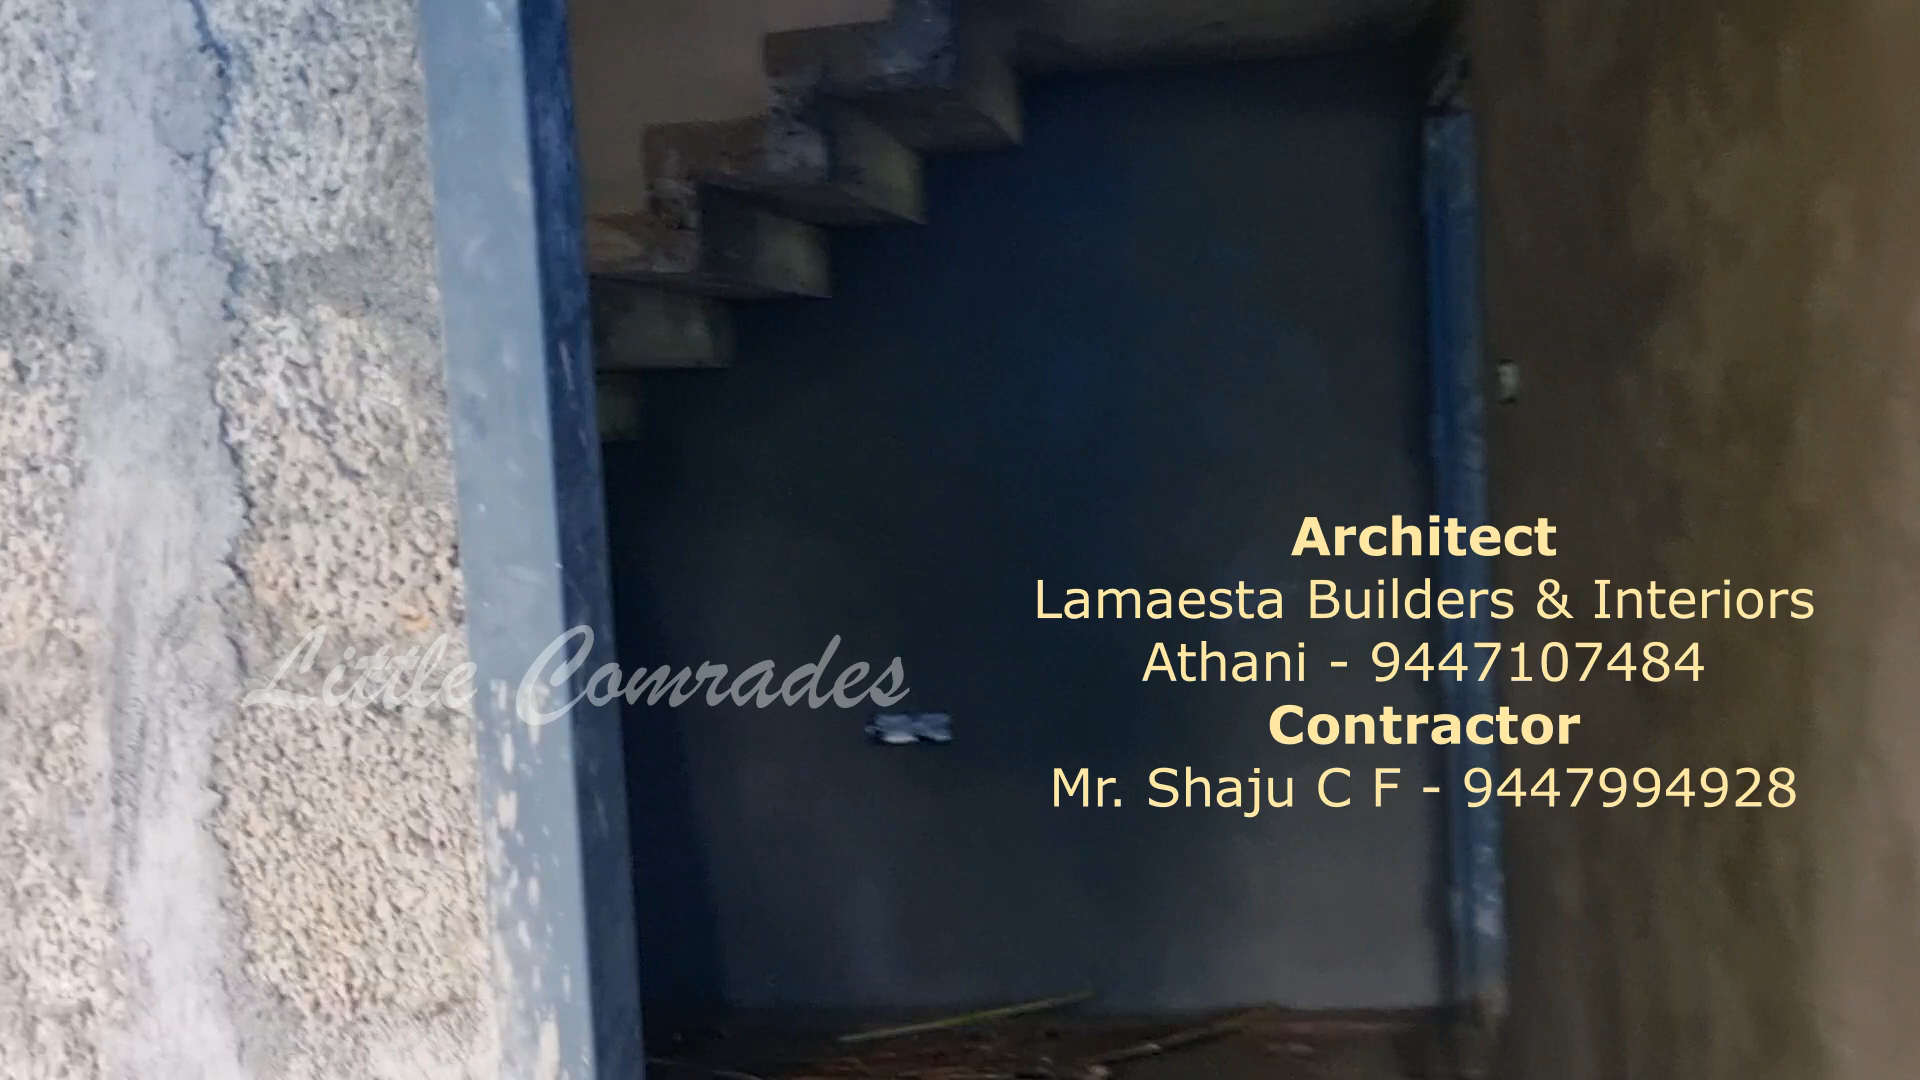 Little Comrades
Architect
Lamaesta Builders & Interiors
Athani - 9447107484
Contractor
Mr. Shaju C F - 9447994928